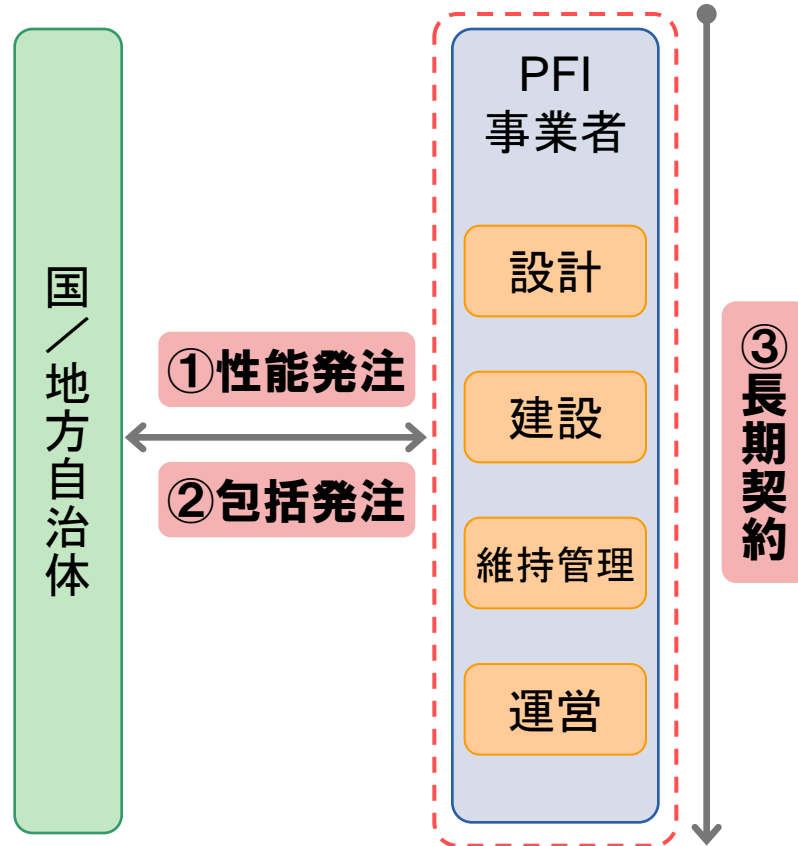 国／地方自治体
①性能発注
②包括発注
PFI
事業者
設計
建設
維持管理
運営
③長期契約